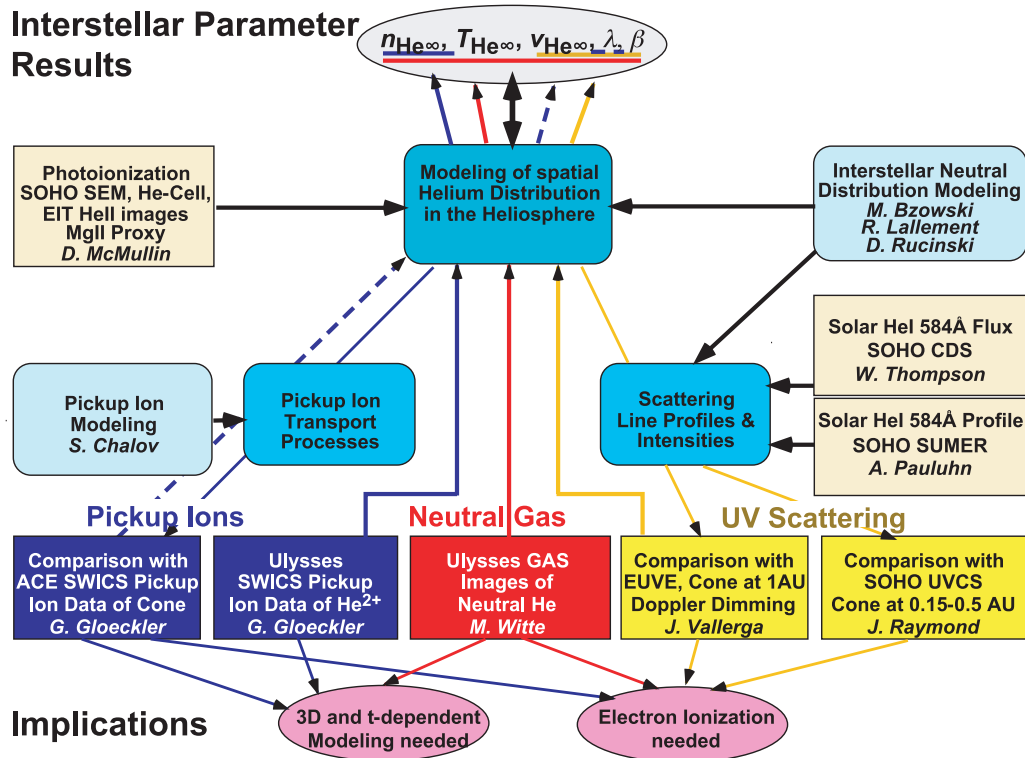 Interstellar Parameter
Results
nHe∞, THe∞, vHe∞, λ, β
Photoionization
SOHO SEM, He-Cell,
EIT HeII images
MgII Proxy
D. McMullin
Modeling of spatial
Helium Distribution
in the Heliosphere
Interstellar Neutral
Distribution Modeling
M. Bzowski
R. Lallement
D. Rucinski
Solar HeI 584Å Flux
SOHO CDS
W. Thompson
Pickup Ion
Modeling
S. Chalov
Pickup Ion
Transport
Processes
Scattering
Line Profiles &
Intensities
Solar HeI 584Å Profile
SOHO SUMER
A. Pauluhn
Pickup Ions
Neutral Gas
UV Scattering
Comparison with
ACE SWICS Pickup
Ion Data of Cone
G. Gloeckler
Ulysses
SWICS Pickup
Ion Data of He2+
G. Gloeckler
Ulysses GAS
Images of
Neutral He
M. Witte
Comparison with
EUVE, Cone at 1AU
Doppler Dimming
J. Vallerga
Comparison with
SOHO UVCS
Cone at 0.15-0.5 AU
J. Raymond
Implications
3D and t-dependent
Modeling needed
Electron Ionization
needed